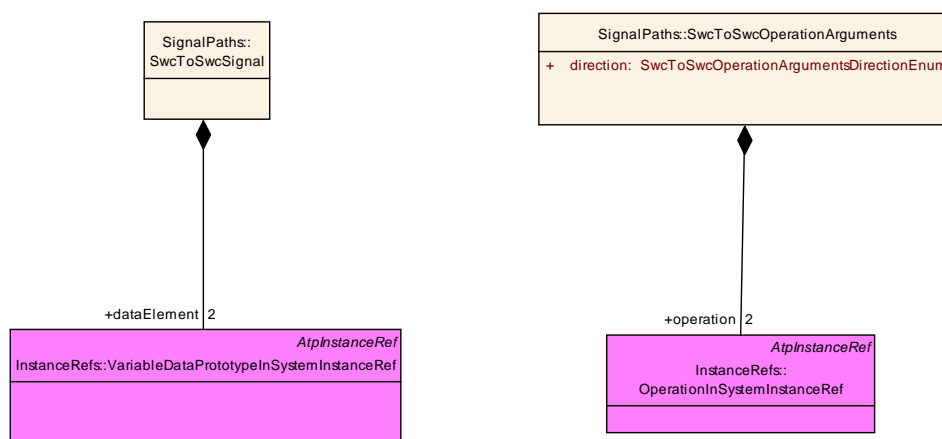 SignalPaths::
SwcToSwcSignal
SignalPaths::SwcToSwcOperationArguments
+ direction: SwcToSwcOperationArgumentsDirectionEnum
+dataElement 2
+operation 2
AtpInstanceRef
InstanceRefs::VariableDataPrototypeInSystemInstanceRef
AtpInstanceRef
InstanceRefs::
OperationInSystemInstanceRef